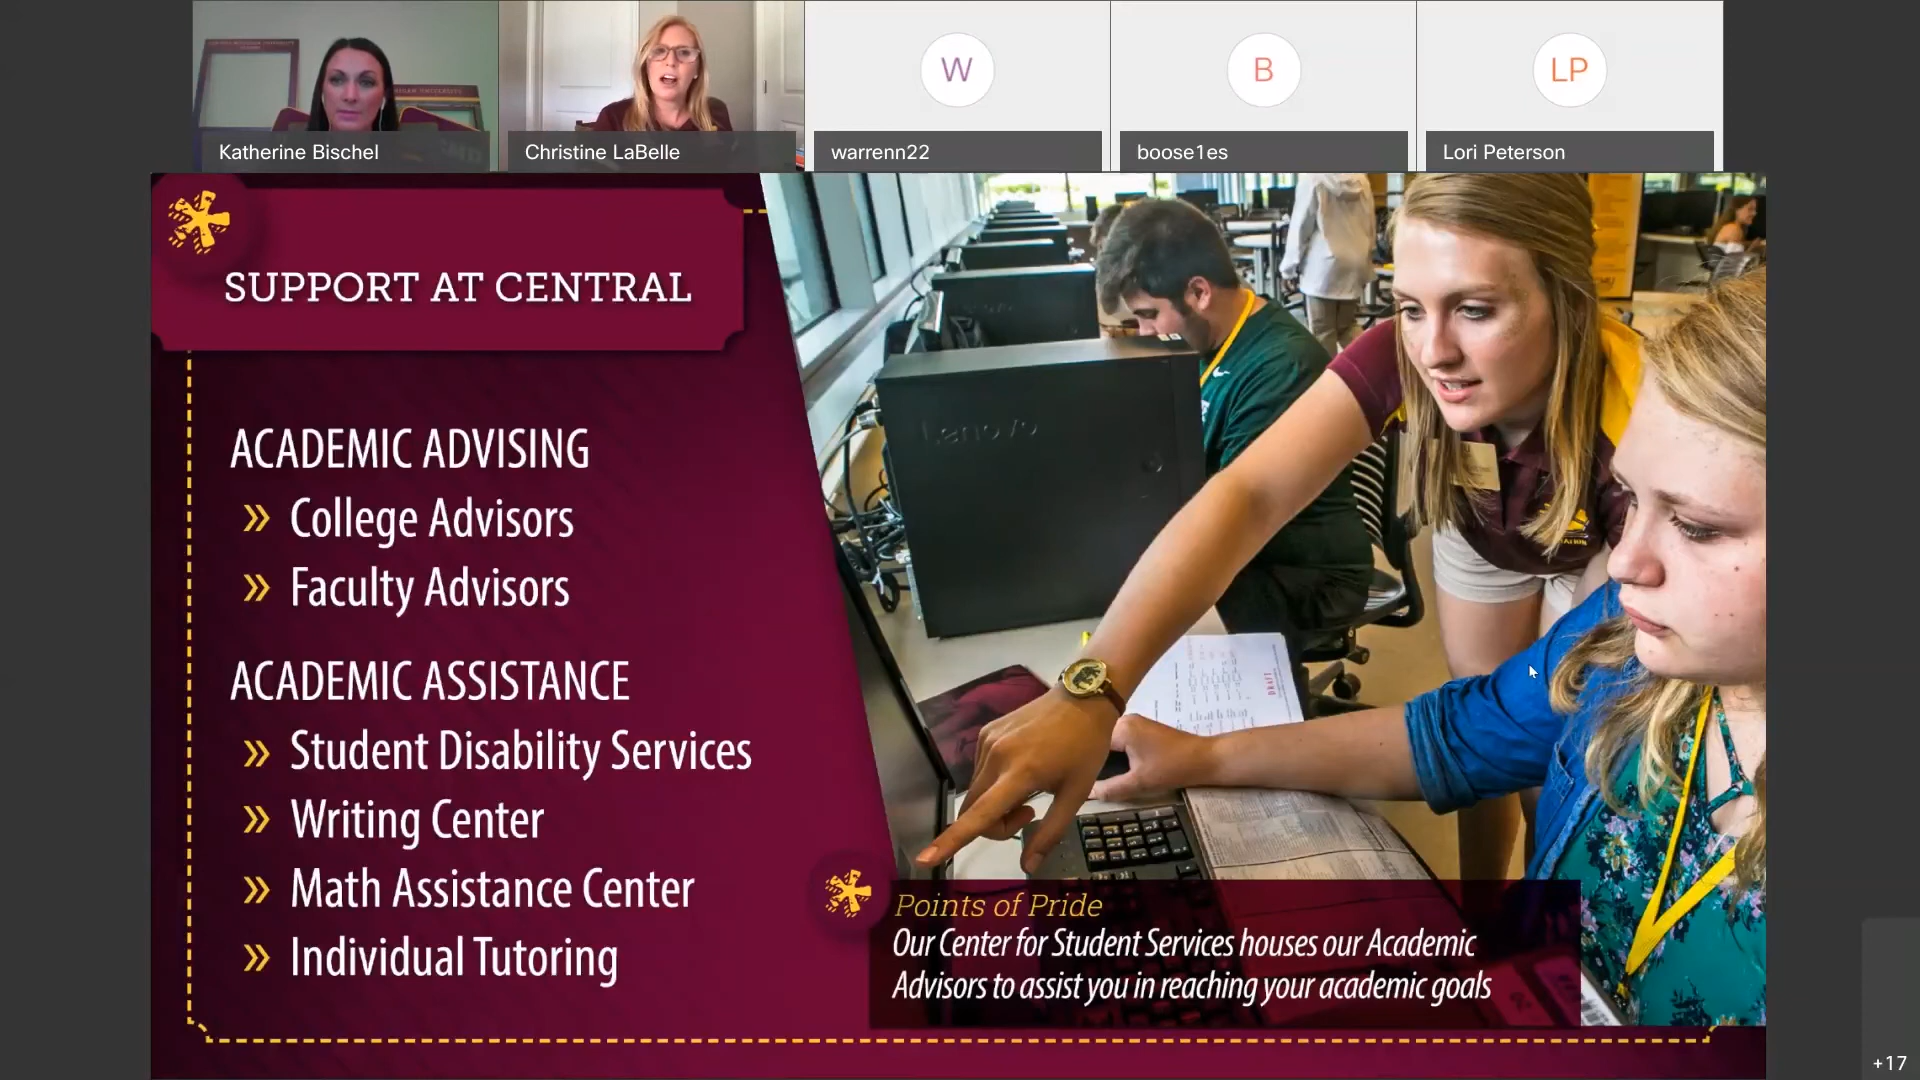 W
B
LP
Katherine Bischel
Christine LaBelle
warrenn22
boose1es
Lori Peterson
SUPPORT AT CENTRAL
ACADEMIC ADVISING
» College Advisors
» Faculty Advisors
ACADEMIC ASSISTANCE
» Student Disability Services
» Writing Center
» Math Assistance Center
» Individual Tutoring
Lenovo
DRAFT
Points of Pride
Our Center for Student Services houses our Academic
Advisors to assist you in reaching your academic goals
+17